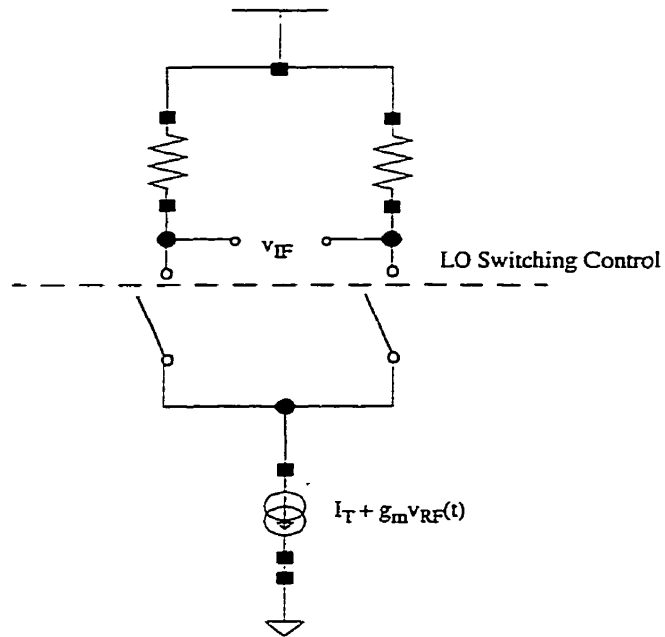 v_IF
LO Switching Control
I_T + g_m v_RF(t)